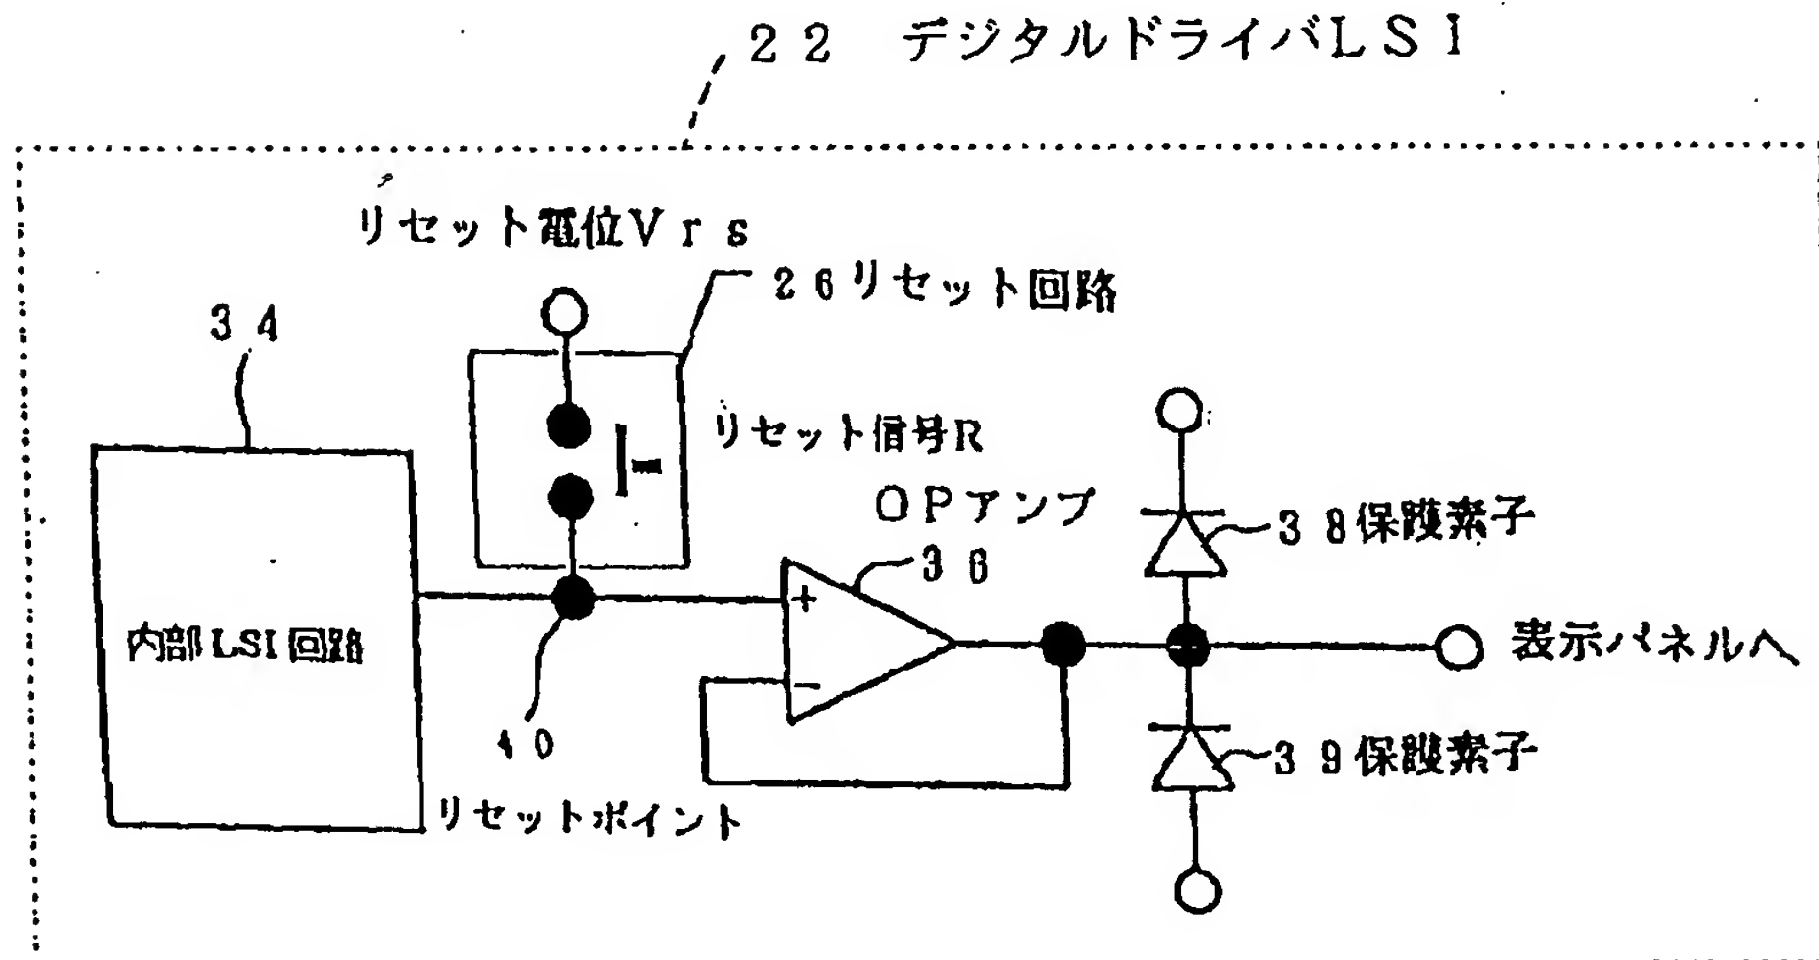 22 デジタルドライバLSI
リセット電位Vrs
26リセット回路
34
リセット信号R
OPアンプ
36
38保護素子
内部LSI回路
+
−
表示パネルへ
40
39保護素子
リセットポイント